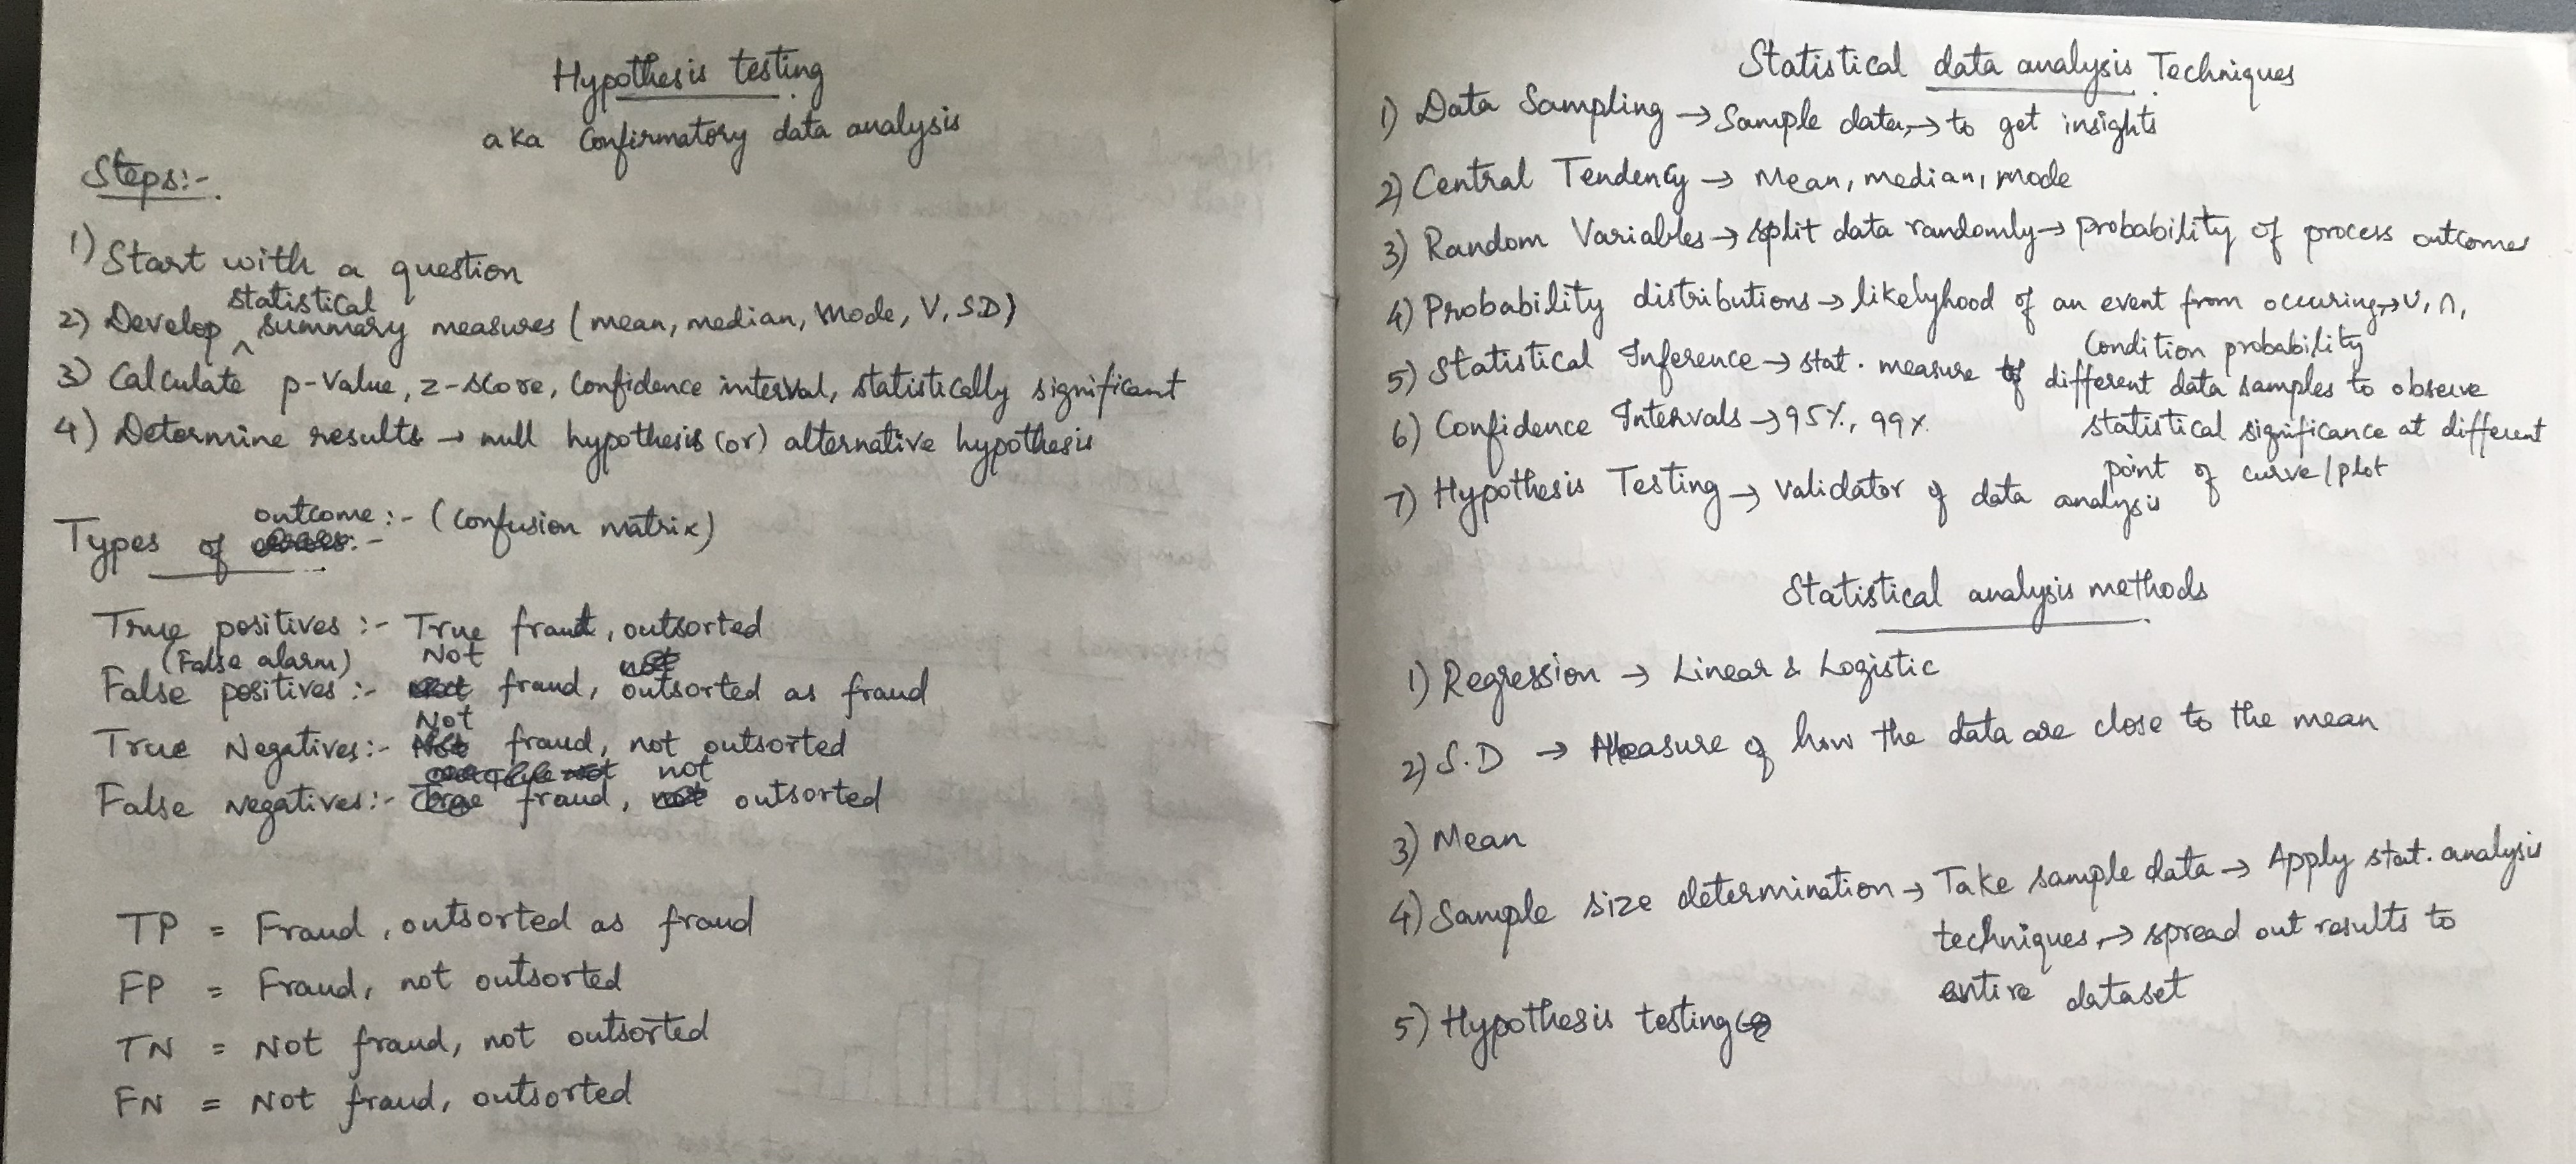 Hypothesis testing
aka Confirmatory data analysis
Steps:-
1) Start with a question
statistical
2) Develop ^ summary measures (mean, median, mode, V, SD)
3) Calculate p-value, z-score, confidence interval, statistically significant
4) Determine results → null hypothesis (or) alternative hypothesis
outcome:- (Confusion matrix)
Types of
True positives :- True fraud, outsorted
(False alarm) Not
False positives :- fraud, outsorted as fraud
Not
True Negatives:- fraud, not outsorted
not
False Negatives:- fraud, outsorted
TP = Fraud, outsorted as fraud
FP = Fraud, not outsorted
TN = Not fraud, not outsorted
FN = Not fraud, outsorted
Statistical data analysis Techniques
1) Data Sampling → Sample data, → to get insights
2) Central Tendency → Mean, median, mode
3) Random Variables → split data randomly → probability of process outcomes
4) Probability distributions → likelyhood of an event from occuring, → ∪, ∩,
Condition probability
5) Statistical Inference → stat. measure of different data samples to observe
statistical significance at different
point of curve/plot
6) Confidence Intervals → 95%, 99%
7) Hypothesis Testing → Validator of data analysis
Statistical analysis methods
1) Regression → Linear & Logistic
2) S.D → Measure of how the data are close to the mean
3) Mean
4) Sample size determination → Take sample data → Apply stat. analysis
techniques, → spread out results to
entire dataset
5) Hypothesis testing